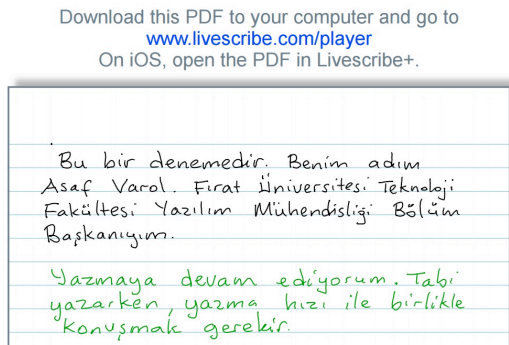 Download this PDF to your computer and go to
www.livescribe.com/player
On iOS, open the PDF in Livescribe+.
Bu bir denemedir. Benim adım
Asaf Varol. Fırat Üniversitesi Teknoloji
Fakültesi Yazılım Mühendisliği Bölüm
Başkanıyım.
Yazmaya devam ediyorum. Tabi
yazarken, yazma hızı ile birlikte
konuşmak gerekir.